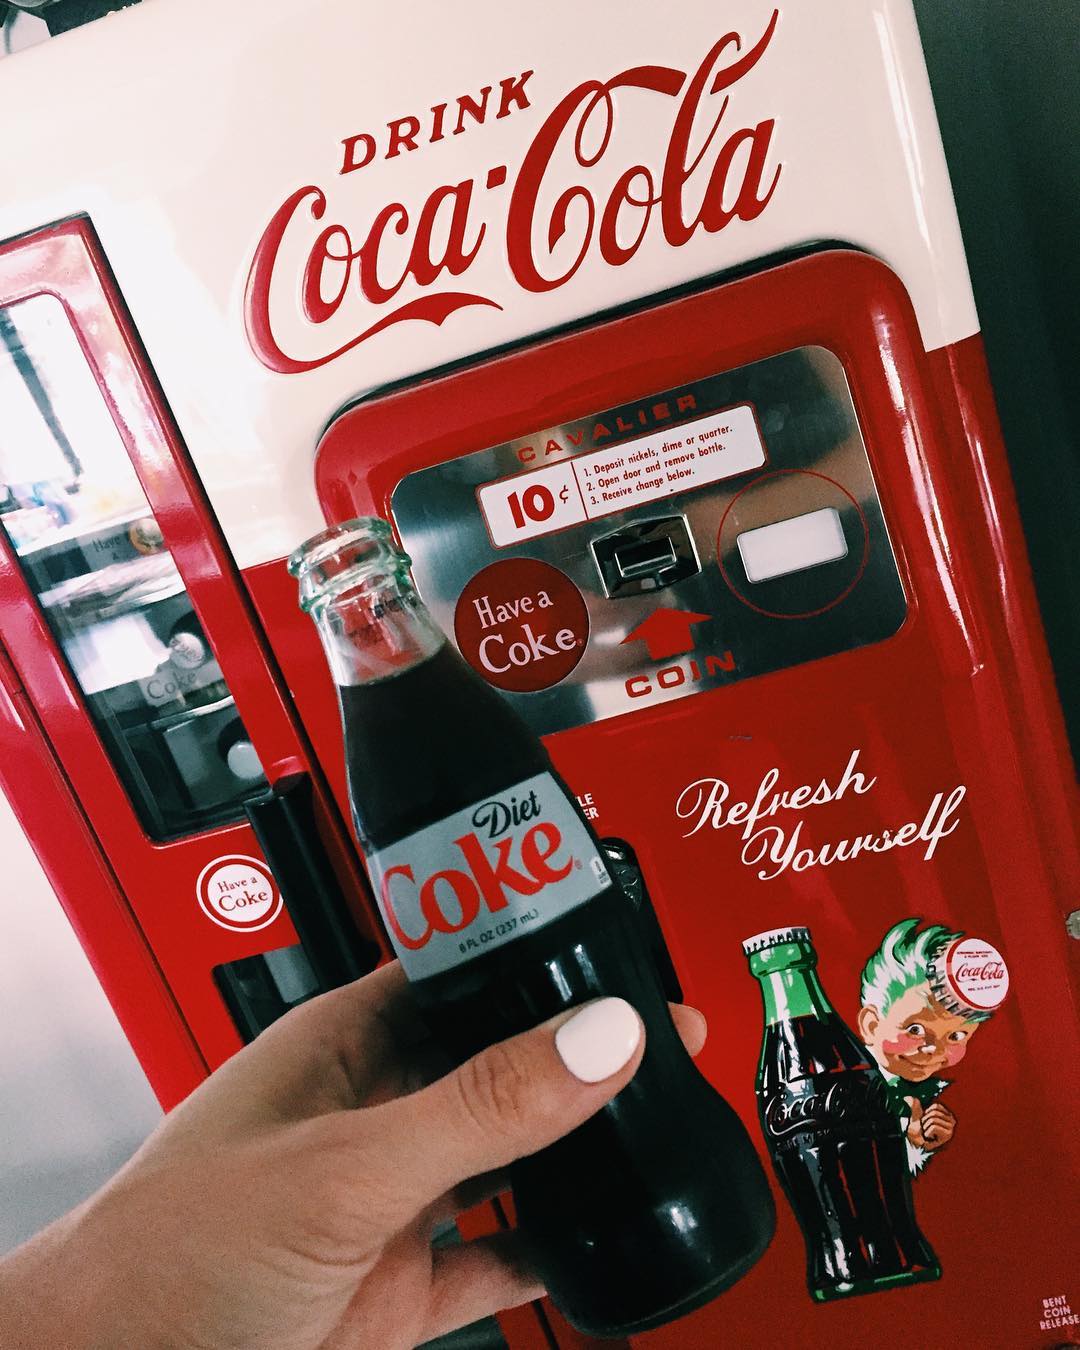 DRINK
Coca-Cola
CAVALIER
10¢
1. Deposit nickels, dime or quarter.
2. Open door and remove bottle.
3. Receive change below.
Have a
Coke
COIN
Have a
Coke
Diet
Coke
8 FL OZ (237 mL)
Refresh
Yourself
Have a
Coke
Coca-Cola
Coca-Cola
BENT
COIN
RELEASE